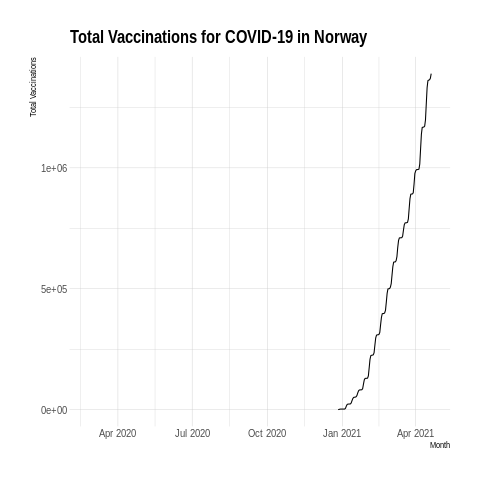 Total Vaccinations for COVID-19 in Norway
Total Vaccinations
1e+06
5e+05
0e+00
Apr 2020 Jul 2020 Oct 2020 Jan 2021 Apr 2021
Month